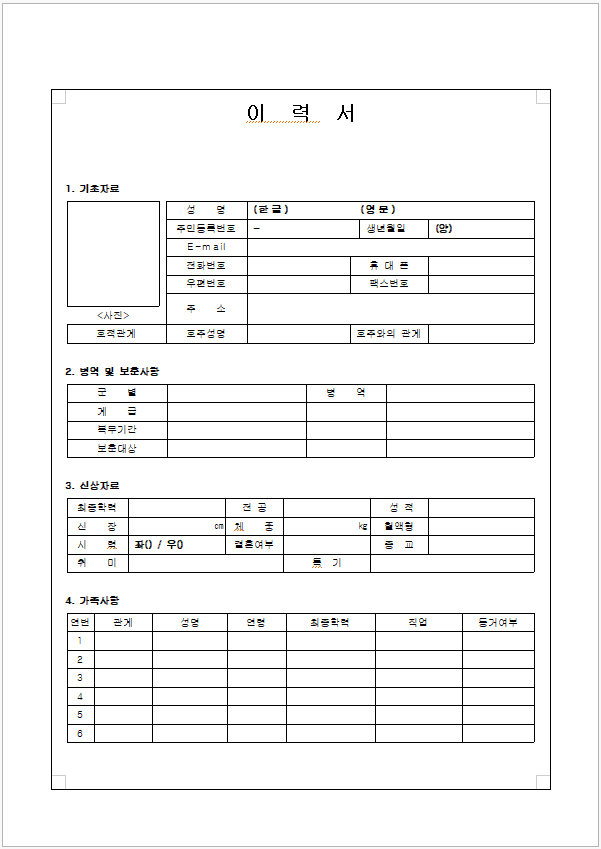 이 력 서
1. 기초자료
성 명 (한글) (영문)
주민등록번호 - 생년월일 (양)
E-mail
전화번호 휴 대 폰
우편번호 팩스번호
주 소
<사진>
호적관계 호주성명 호주와의 관계
2. 병역 및 보훈사항
군 별 병 역
계 급
복무기간
보훈대상
3. 신상자료
최종학력 전 공 성 적
신 장 cm 체 중 kg 혈액형
시 력 좌() / 우() 결혼여부 종 교
취 미 특 기
4. 가족사항
연번 관계 성명 연령 최종학력 직업 동거여부
1
2
3
4
5
6